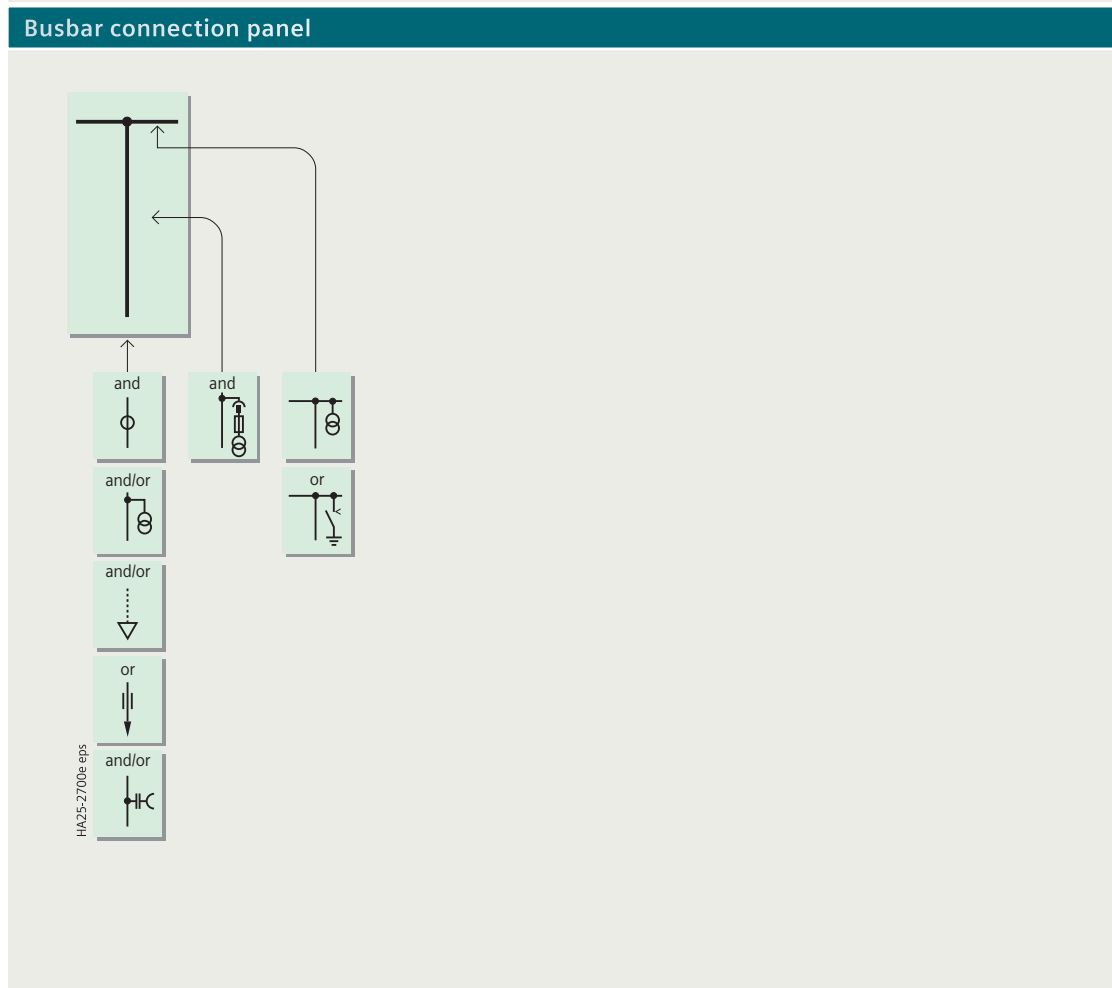 Busbar connection panel
and
and
and/or
or
and/or
or
and/or
HA25-2700e eps